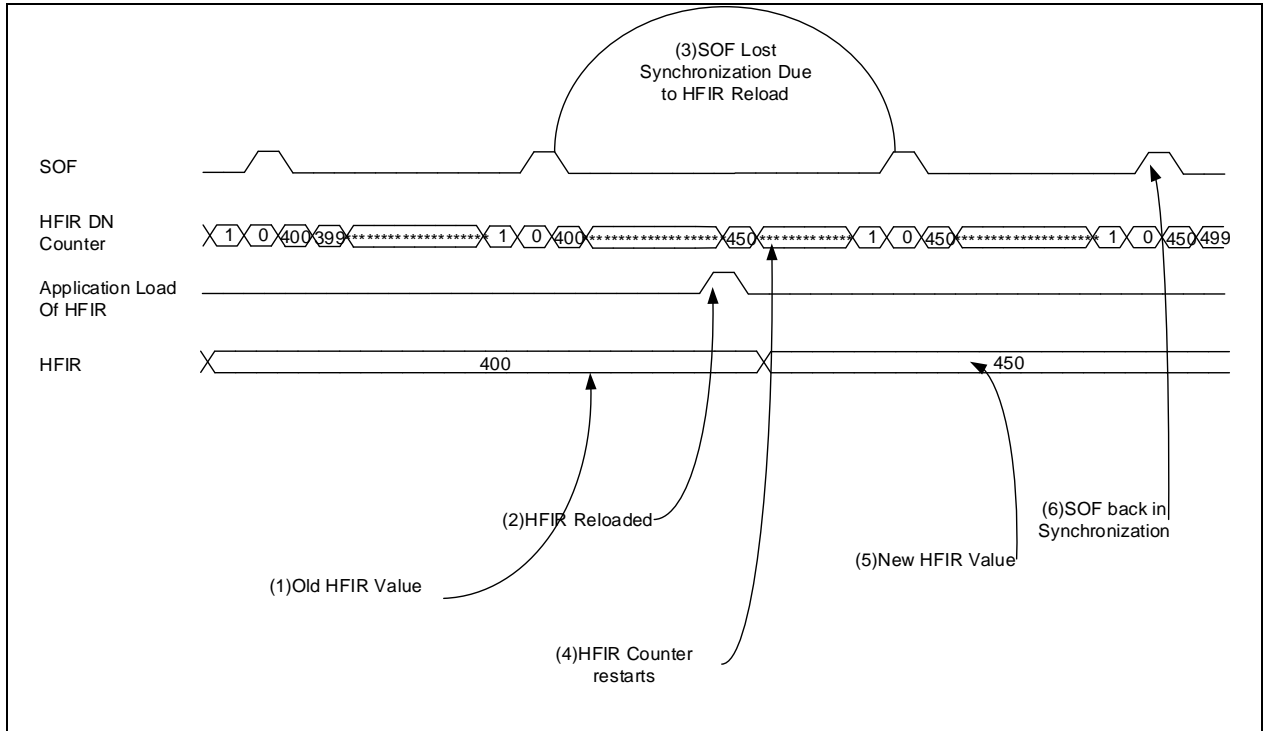 (3)SOF Lost
Synchronization Due
to HFIR Reload
SOF
HFIR DN
Counter
1 0 400 399 ****************** 1 0 400 ****************** 450 ************ 1 0 450 ****************** 1 0 450 499
Application Load
Of HFIR
HFIR
400
450
(2)HFIR Reloaded
(6)SOF back in
Synchronization
(5)New HFIR Value
(1)Old HFIR Value
(4)HFIR Counter
restarts